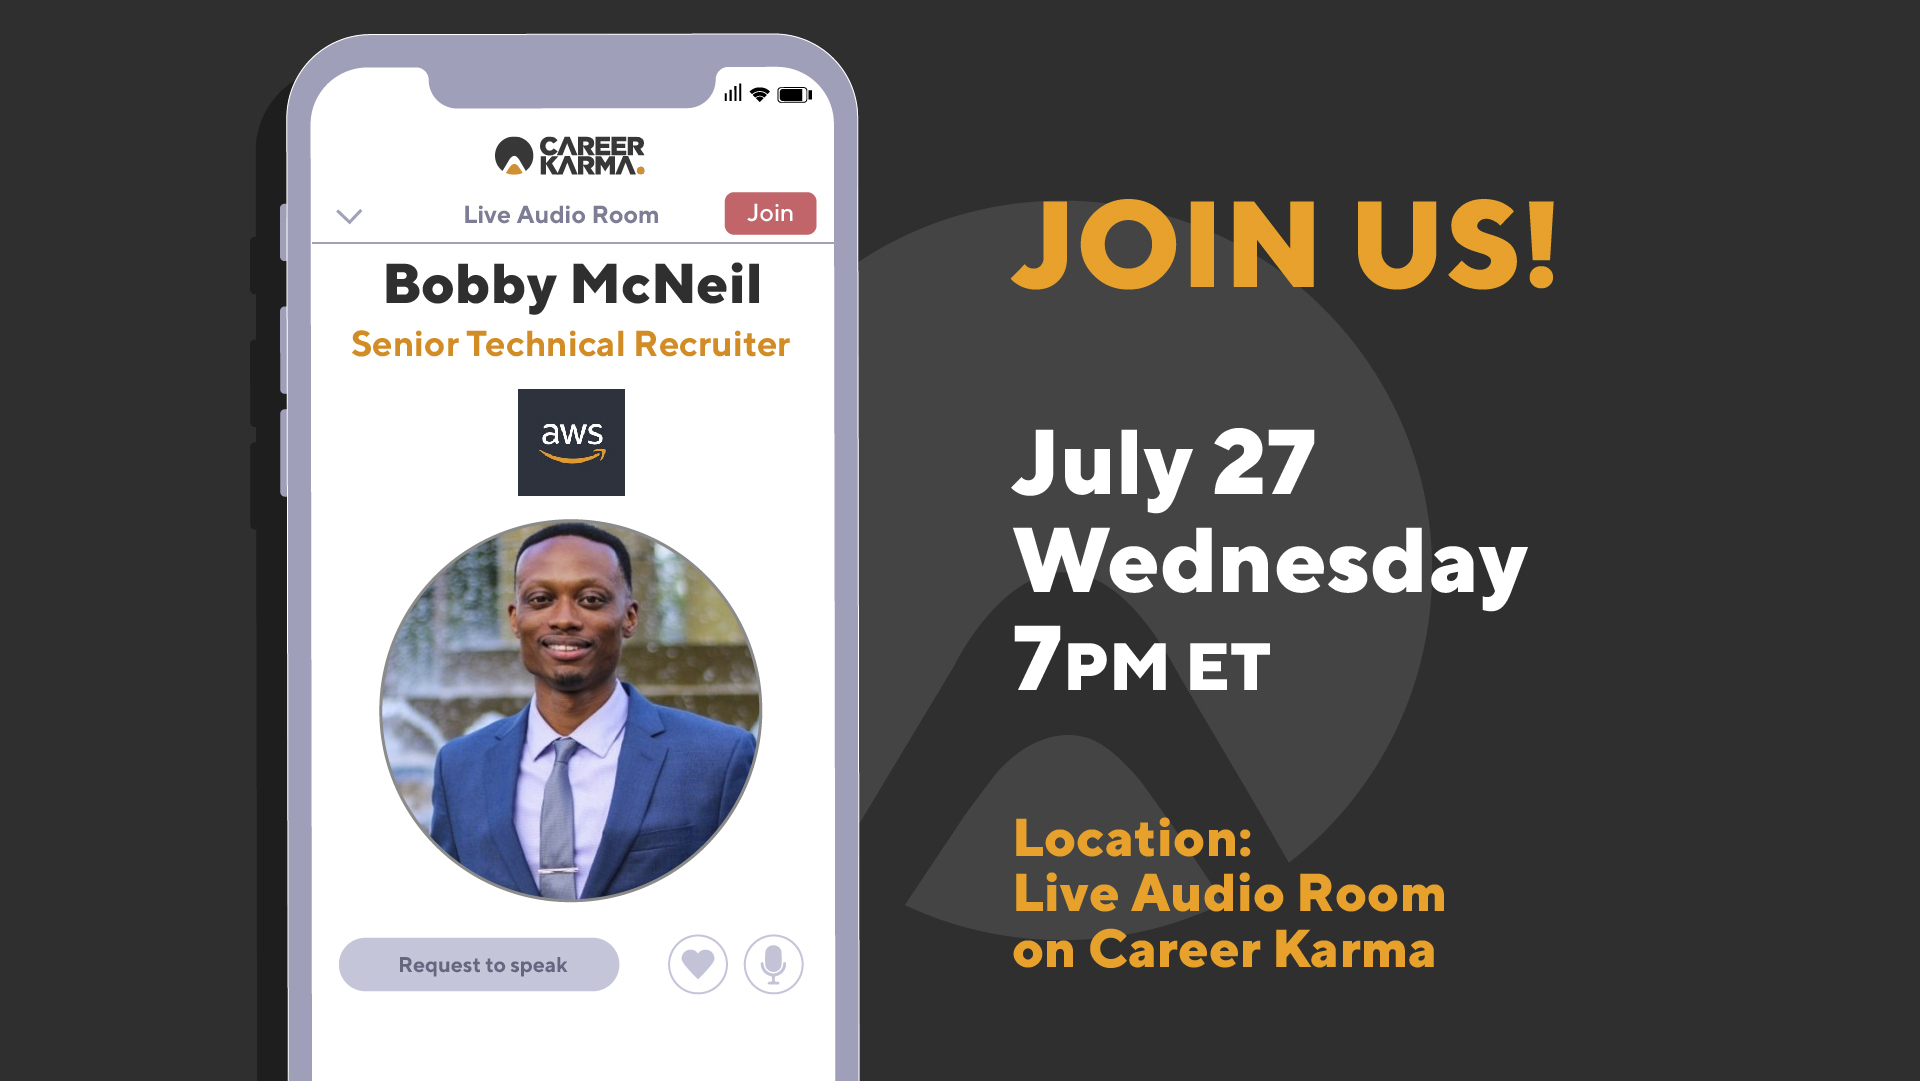 CAREER
KARMA.
Live Audio Room
Join
Bobby McNeil
Senior Technical Recruiter
aws
Request to speak
JOIN US!
July 27
Wednesday
7PM ET
Location:
Live Audio Room
on Career Karma